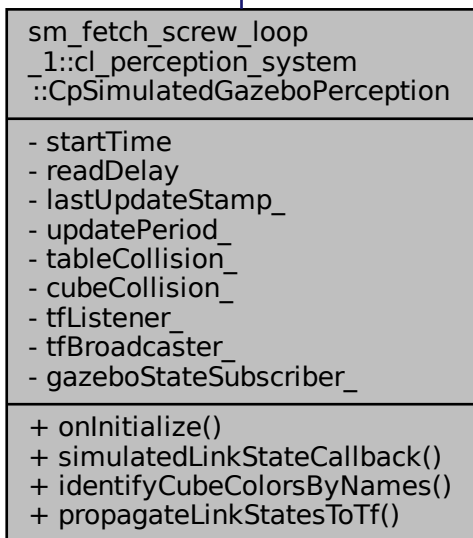 sm_fetch_screw_loop
_1::cl_perception_system
::CpSimulatedGazeboPerception
- startTime
- readDelay
- lastUpdateStamp_
- updatePeriod_
- tableCollision_
- cubeCollision_
- tfListener_
- tfBroadcaster_
- gazeboStateSubscriber_
+ onInitialize()
+ simulatedLinkStateCallback()
+ identifyCubeColorsByNames()
+ propagateLinkStatesToTf()